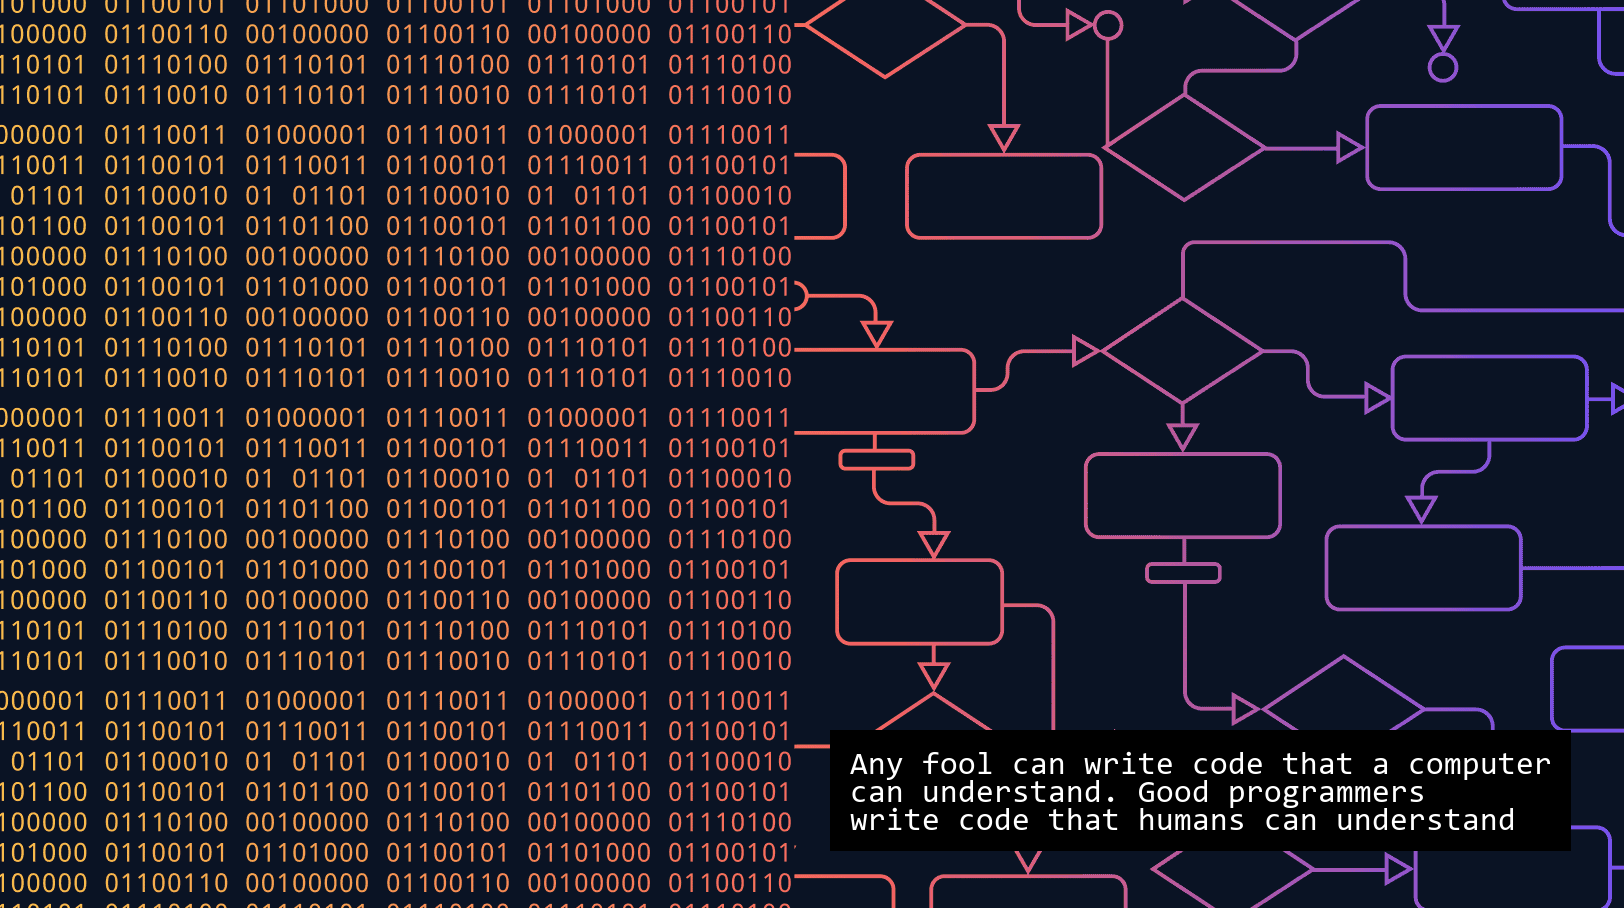 101000 01100101 01101000 01100101 01101000 01100101
100000 01100110 00100000 01100110 00100000 01100110
110101 01110100 01110101 01110100 01110101 01110100
110101 01110010 01110101 01110010 01110101 01110010
000001 01110011 01000001 01110011 01000001 01110011
110011 01100101 01110011 01100101 01110011 01100101
01101 01100010 01 01101 01100010 01 01101 01100010
101100 01100101 01101100 01100101 01101100 01100101
100000 01110100 00100000 01110100 00100000 01110100
101000 01100101 01101000 01100101 01101000 01100101
100000 01100110 00100000 01100110 00100000 01100110
110101 01110100 01110101 01110100 01110101 01110100
110101 01110010 01110101 01110010 01110101 01110010
000001 01110011 01000001 01110011 01000001 01110011
110011 01100101 01110011 01100101 01110011 01100101
01101 01100010 01 01101 01100010 01 01101 01100010
101100 01100101 01101100 01100101 01101100 01100101
100000 01110100 00100000 01110100 00100000 01110100
101000 01100101 01101000 01100101 01101000 01100101
100000 01100110 00100000 01100110 00100000 01100110
110101 01110100 01110101 01110100 01110101 01110100
110101 01110010 01110101 01110010 01110101 01110010
000001 01110011 01000001 01110011 01000001 01110011
110011 01100101 01110011 01100101 01110011 01100101
01101 01100010 01 01101 01100010 01 01101 01100010
101100 01100101 01101100 01100101 01101100 01100101
100000 01110100 00100000 01110100 00100000 01110100
101000 01100101 01101000 01100101 01101000 01100101
100000 01100110 00100000 01100110 00100000 01100110
Any fool can write code that a computer
can understand. Good programmers
write code that humans can understand